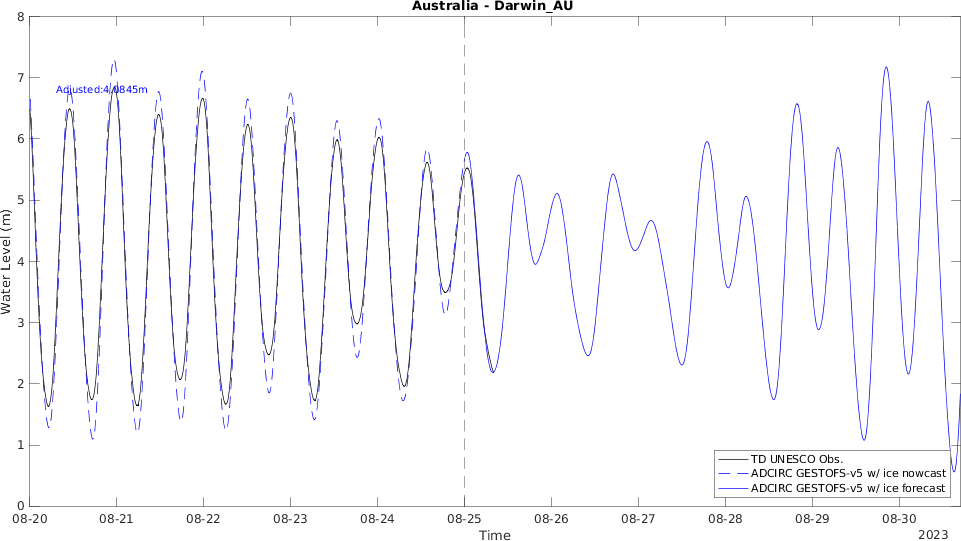 Australia - Darwin_AU
8
7
6
5
4
3
2
1
0
Adjusted:4.0845m
Water Level (m)
TD UNESCO Obs.
ADCIRC GESTOFS-v5 w/ ice nowcast
ADCIRC GESTOFS-v5 w/ ice forecast
08-20 08-21 08-22 08-23 08-24 08-25 08-26 08-27 08-28 08-29 08-30
Time
2023